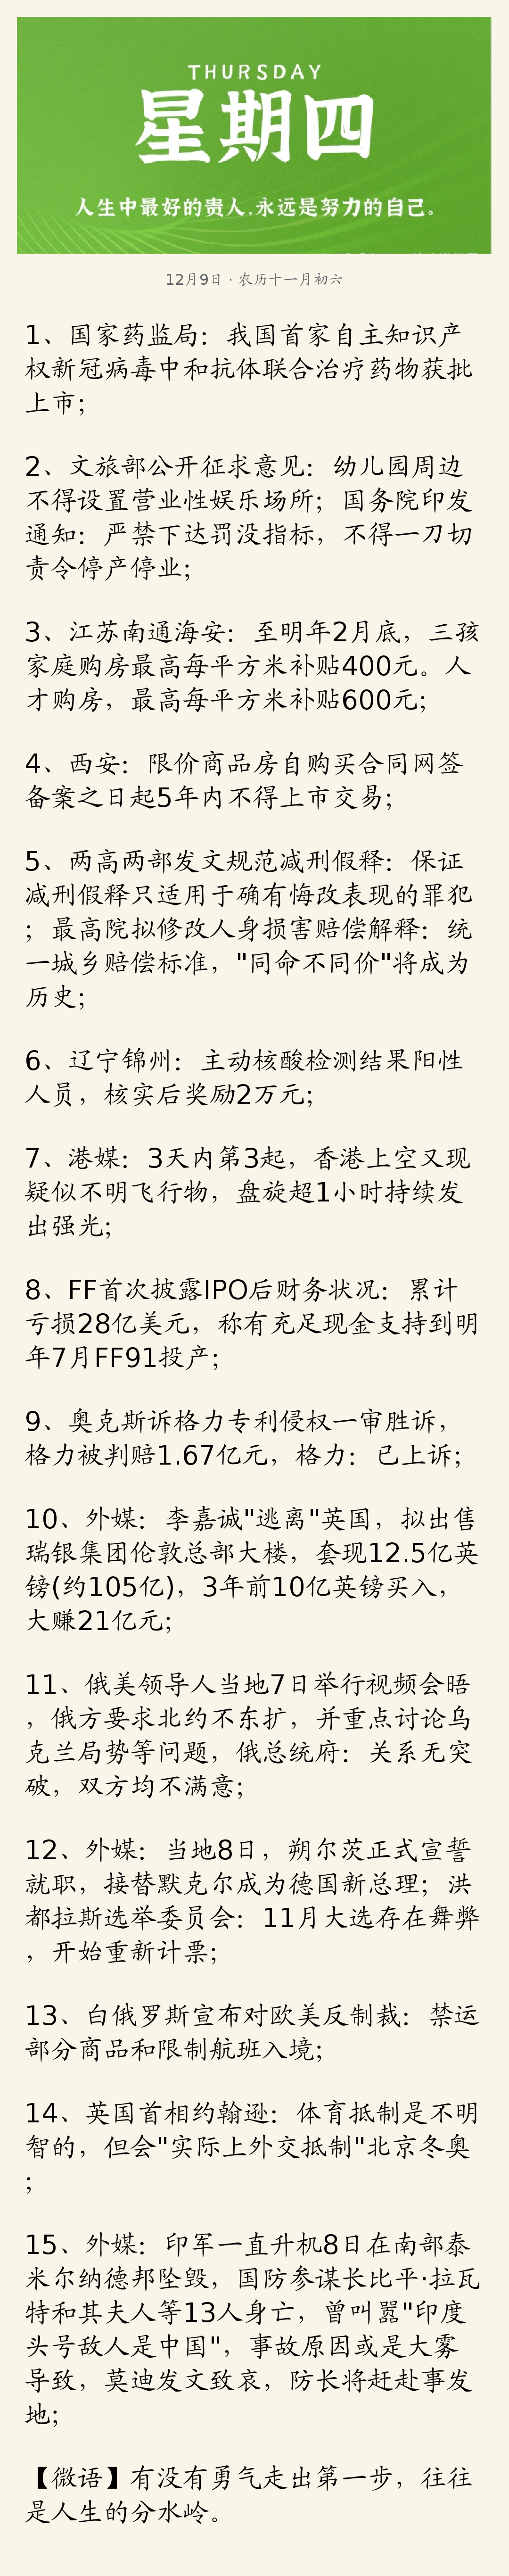 THURSDAY
星期四
人生中最好的贵人,永远是努力的自己。
12月9日·农历十一月初六
1、国家药监局：我国首家自主知识产
权新冠病毒中和抗体联合治疗药物获批
上市；
2、文旅部公开征求意见：幼儿园周边
不得设置营业性娱乐场所；国务院印发
通知：严禁下达罚没指标，不得一刀切
责令停产停业；
3、江苏南通海安：至明年2月底，三孩
家庭购房最高每平方米补贴400元。人
才购房，最高每平方米补贴600元；
4、西安：限价商品房自购买合同网签
备案之日起5年内不得上市交易；
5、两高两部发文规范减刑假释：保证
减刑假释只适用于确有悔改表现的罪犯
；最高院拟修改人身损害赔偿解释：统
一城乡赔偿标准，"同命不同价"将成为
历史；
6、辽宁锦州：主动核酸检测结果阳性
人员，核实后奖励2万元；
7、港媒：3天内第3起，香港上空又现
疑似不明飞行物，盘旋超1小时持续发
出强光；
8、FF首次披露IPO后财务状况：累计
亏损28亿美元，称有充足现金支持到明
年7月FF91投产；
9、奥克斯诉格力专利侵权一审胜诉，
格力被判赔1.67亿元，格力：已上诉；
10、外媒：李嘉诚"逃离"英国，拟出售
瑞银集团伦敦总部大楼，套现12.5亿英
镑(约105亿)，3年前10亿英镑买入，
大赚21亿元；
11、俄美领导人当地7日举行视频会晤
，俄方要求北约不东扩，并重点讨论乌
克兰局势等问题，俄总统府：关系无突
破，双方均不满意；
12、外媒：当地8日，朔尔茨正式宣誓
就职，接替默克尔成为德国新总理；洪
都拉斯选举委员会：11月大选存在舞弊
，开始重新计票；
13、白俄罗斯宣布对欧美反制裁：禁运
部分商品和限制航班入境；
14、英国首相约翰逊：体育抵制是不明
智的，但会"实际上外交抵制"北京冬奥
；
15、外媒：印军一直升机8日在南部泰
米尔纳德邦坠毁，国防参谋长比平·拉瓦
特和其夫人等13人身亡，曾叫嚣"印度
头号敌人是中国"，事故原因或是大雾
导致，莫迪发文致哀，防长将赶赴事发
地；
【微语】有没有勇气走出第一步，往往
是人生的分水岭。